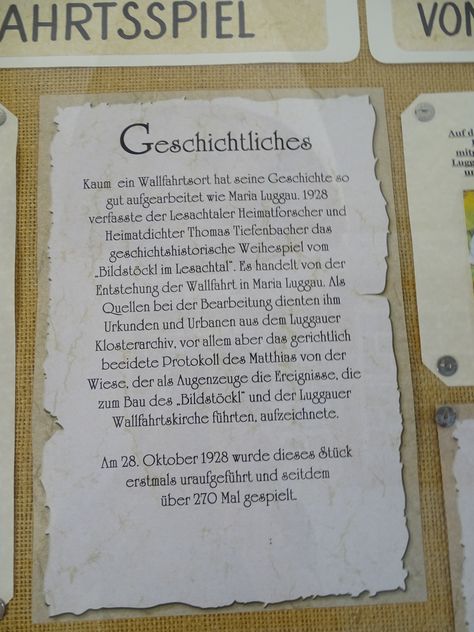 AHRTSSPIEL
VON
Geschichtliches
Kaum ein Wallfahrtsort hat seine Geschichte so
gut aufgearbeitet wie Maria Luggau. 1928
verfasste der Lesachtaler Heimatforscher und
Heimatdichter Thomas Tiefenbacher das
geschichtshistorische Weihespiel vom
„Bildstöckl im Lesachtal“. Es handelt von der
Entstehung der Wallfahrt in Maria Luggau. Als
Quellen bei der Bearbeitung dienten ihm
Urkunden und Urbanen aus dem Luggauer
Klosterarchiv, vor allem aber das gerichtlich
beeidete Protokoll des Matthias von der
Wiese, der als Augenzeuge die Ereignisse, die
zum Bau des „Bildstöckl“ und der Luggauer
Wallfahrtskirche führten, aufzeichnete.
Am 28. Oktober 1928 wurde dieses Stück
erstmals uraufgeführt und seitdem
über 270 Mal gespielt.
Auf d
mit
Lugga